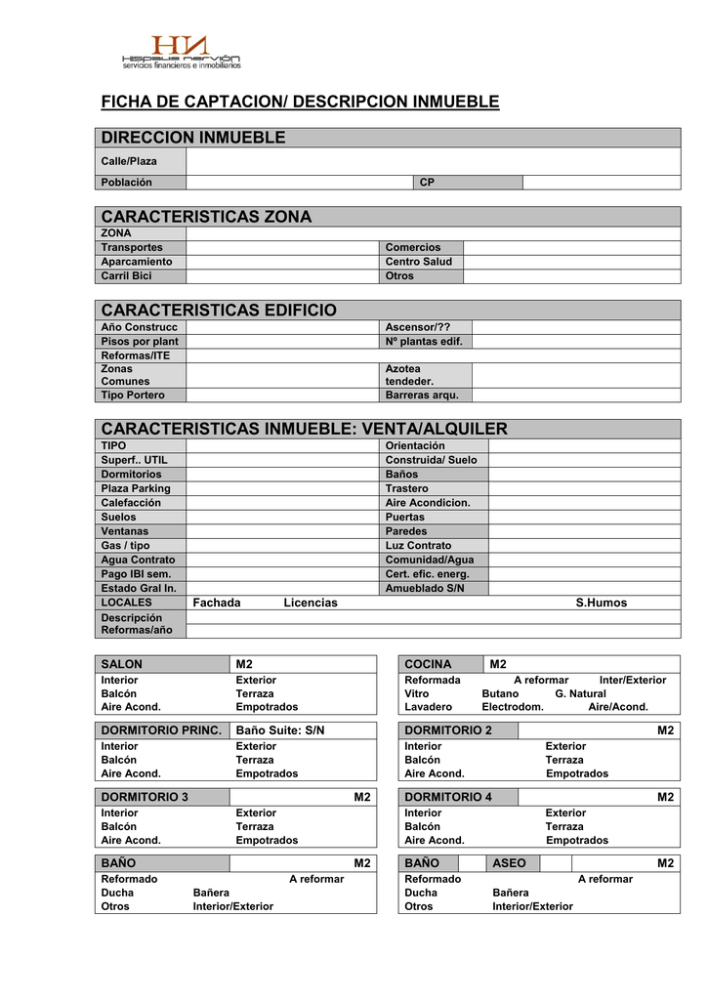 HN
Hispalis nervión
servicios financieros e inmobiliarios
FICHA DE CAPTACION/ DESCRIPCION INMUEBLE
DIRECCION INMUEBLE
Calle/Plaza
Población CP
CARACTERISTICAS ZONA
ZONA
Transportes Comercios
Aparcamiento Centro Salud
Carril Bici Otros
CARACTERISTICAS EDIFICIO
Año Construcc Ascensor/??
Pisos por plant Nº plantas edif.
Reformas/ITE
Zonas Azotea
Comunes tendeder.
Tipo Portero Barreras arqu.
CARACTERISTICAS INMUEBLE: VENTA/ALQUILER
TIPO Orientación
Superf.. UTIL Construida/ Suelo
Dormitorios Baños
Plaza Parking Trastero
Calefacción Aire Acondicion.
Suelos Puertas
Ventanas Paredes
Gas / tipo Luz Contrato
Agua Contrato Comunidad/Agua
Pago IBI sem. Cert. efic. energ.
Estado Gral In. Amueblado S/N
LOCALES Fachada Licencias S.Humos
Descripción
Reformas/año
SALON M2
Interior Exterior
Balcón Terraza
Aire Acond. Empotrados
COCINA M2
Reformada A reformar Inter/Exterior
Vitro Butano G. Natural
Lavadero Electrodom. Aire/Acond.
DORMITORIO PRINC. Baño Suite: S/N
Interior Exterior
Balcón Terraza
Aire Acond. Empotrados
DORMITORIO 2 M2
Interior Exterior
Balcón Terraza
Aire Acond. Empotrados
DORMITORIO 3 M2
Interior Exterior
Balcón Terraza
Aire Acond. Empotrados
DORMITORIO 4 M2
Interior Exterior
Balcón Terraza
Aire Acond. Empotrados
BAÑO M2
Reformado A reformar
Ducha Bañera
Otros Interior/Exterior
BAÑO ASEO M2
Reformado A reformar
Ducha Bañera
Otros Interior/Exterior